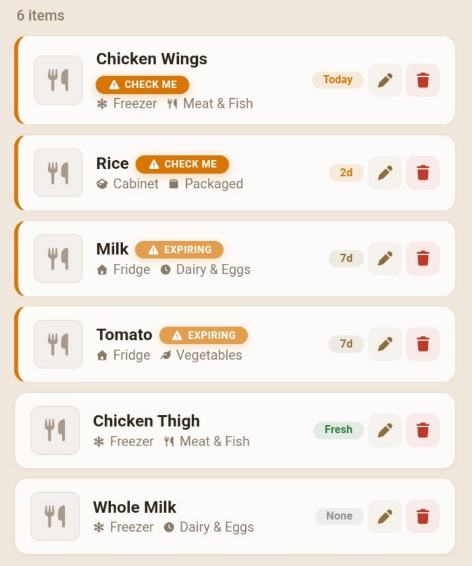 6 items
Chicken Wings
CHECK ME
Freezer Meat & Fish
Today
Rice CHECK ME
Cabinet Packaged
2d
Milk EXPIRING
Fridge Dairy & Eggs
7d
Tomato EXPIRING
Fridge Vegetables
7d
Chicken Thigh
Freezer Meat & Fish
Fresh
Whole Milk
Freezer Dairy & Eggs
None